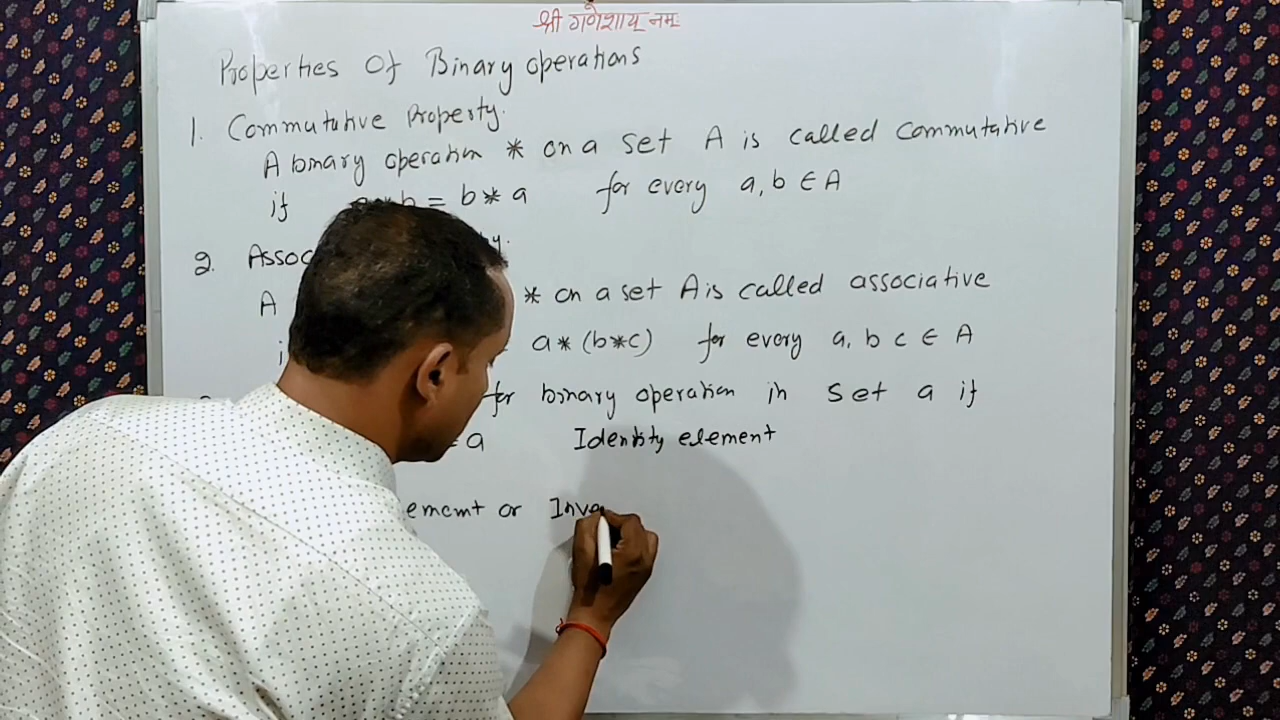 श्री गणेशाय नमः
Properties Of Binary operations
1. Commutative Property.
A binary operation * on a set A is called Commutative
if = b * a for every a, b ∈ A
2. Assoc y.
A * on a set A is called associative
a * (b*c) for every a, b c ∈ A
for binary operation in set a if
= a Identity element
ement or Inve